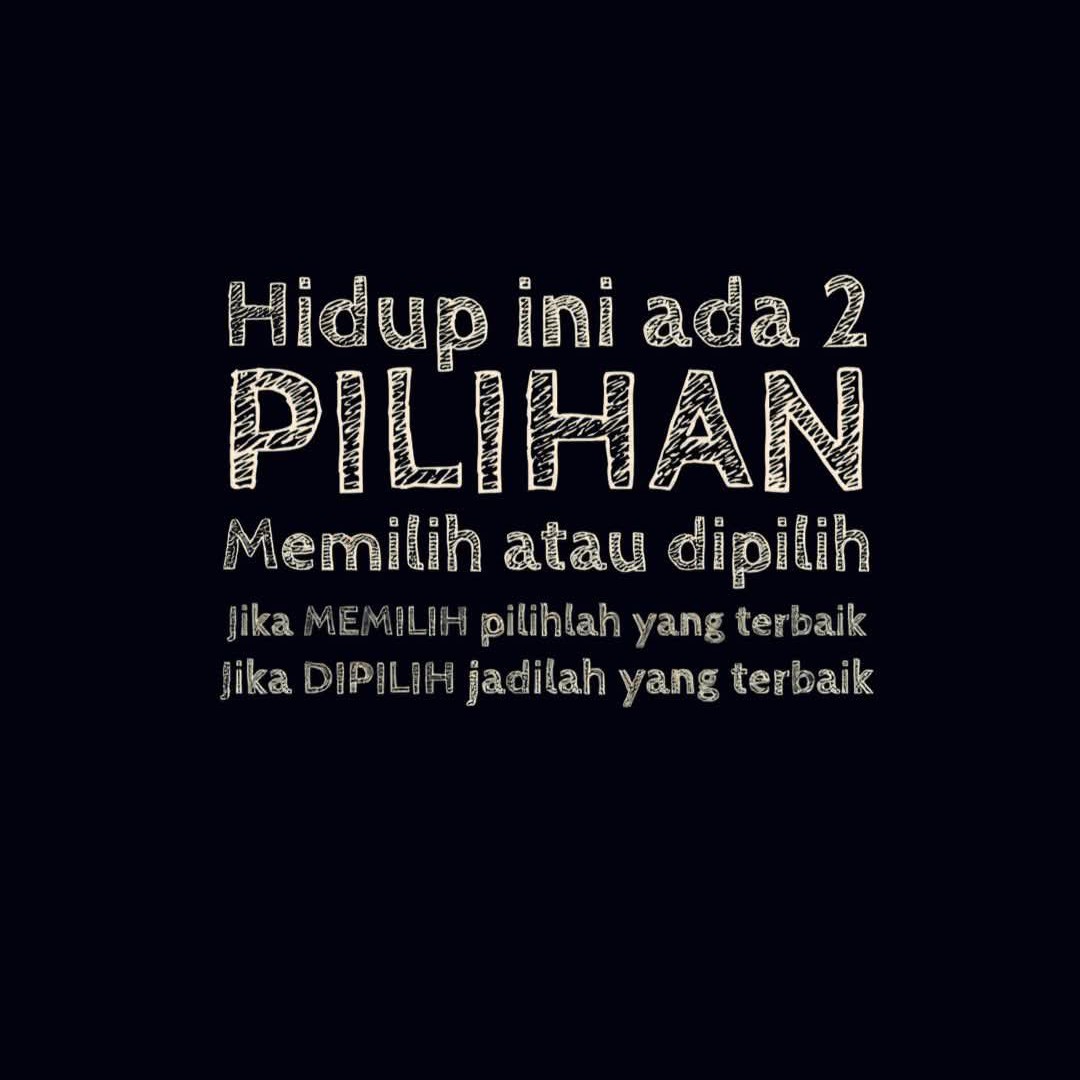 Hidup ini ada 2
PILIHAN
Memilih atau dipilih
Jika MEMILIH pilihlah yang terbaik
Jika DIPILIH jadilah yang terbaik